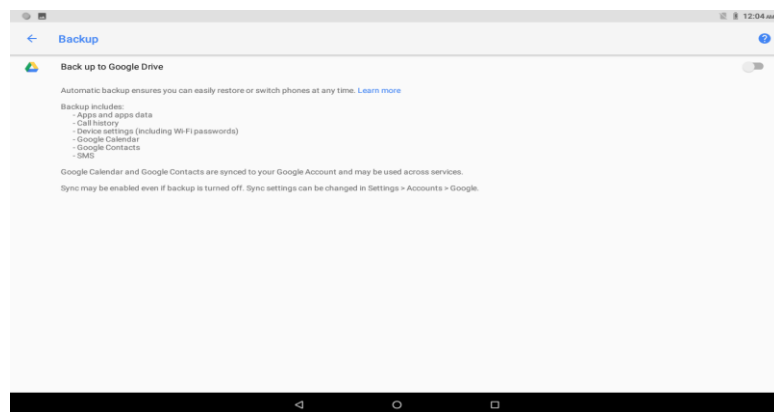 12:04 AM
Backup
Back up to Google Drive
Automatic backup ensures you can easily restore or switch phones at any time. Learn more
Backup includes:
- Apps and apps data
- Call history
- Device settings (including Wi-Fi passwords)
- Google Calendar
- Google Contacts
- SMS
Google Calendar and Google Contacts are synced to your Google Account and may be used across services.
Sync may be enabled even if backup is turned off. Sync settings can be changed in Settings > Accounts > Google.